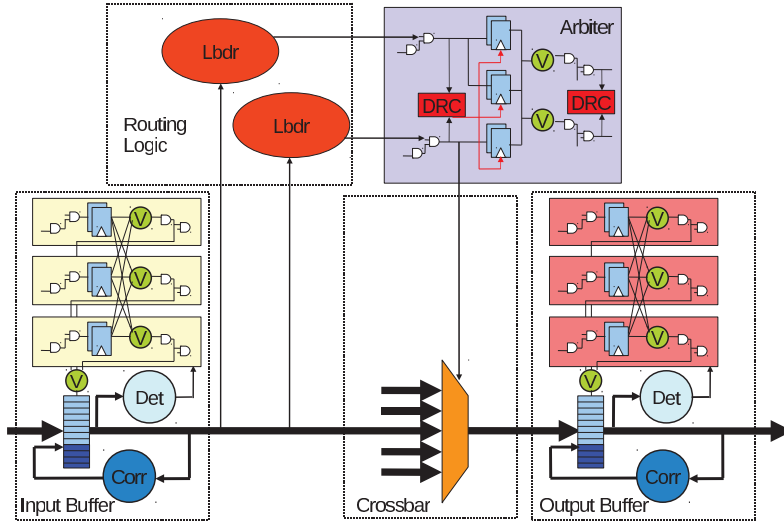 Lbdr
Arbiter
V
DRC
DRC
Lbdr
V
Routing
Logic
V
V
V
V
V
V
V
V
Det
Det
Corr
Corr
Input Buffer
Crossbar
Output Buffer